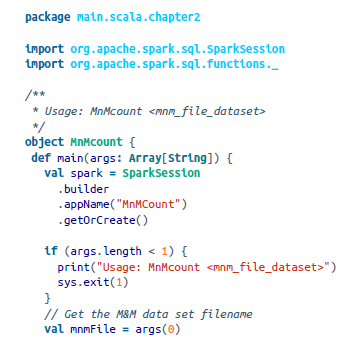 package main.scala.chapter2
import org.apache.spark.sql.SparkSession
import org.apache.spark.sql.functions._
/**
 * Usage: MnMcount <mnm_file_dataset>
 */
object MnMcount {
 def main(args: Array[String]) {
   val spark = SparkSession
     .builder
     .appName("MnMCount")
     .getOrCreate()
   if (args.length < 1) {
     print("Usage: MnMcount <mnm_file_dataset>")
     sys.exit(1)
   }
   // Get the M&M data set filename
   val mnmFile = args(0)